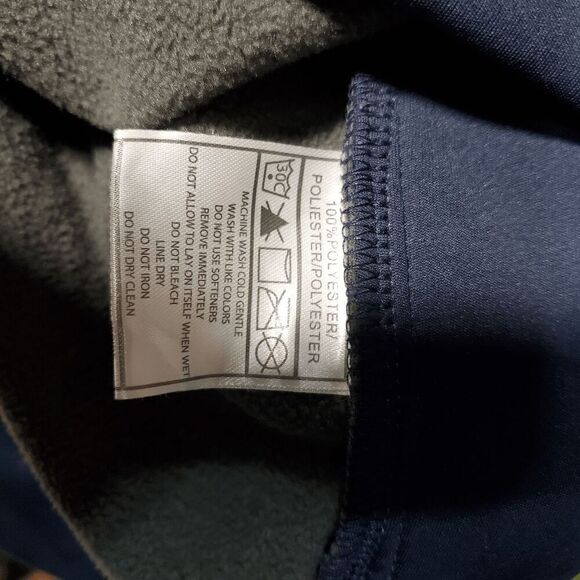 100%POLYESTER/
POLIESTER/POLYESTER
30C
MACHINE WASH COLD GENTLE
WASH WITH LIKE COLORS
DO NOT USE SOFTENERS
REMOVE IMMEDIATELY
DO NOT ALLOW TO LAY ON ITSELF WHEN WET
DO NOT BLEACH
LINE DRY
DO NOT IRON
DO NOT DRY CLEAN